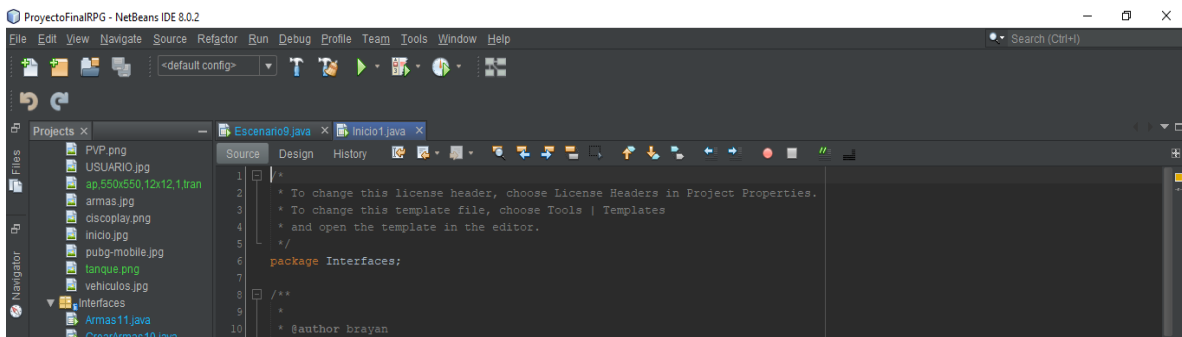 ProyectoFinalRPG - NetBeans IDE 8.0.2
File Edit View Navigate Source Refactor Run Debug Profile Team Tools Window Help
Search (Ctrl+I)
<default config>
Projects
Escenario9.java
Inicio1.java
Files
Navigator
PVP.png
USUARIO.jpg
ap,550x550,12x12,1,tran
armas.jpg
ciscoplay.png
inicio.jpg
pubg-mobile.jpg
tanque.png
vehiculos.jpg
Interfaces
Armas11.java
CrearArmas10.java
Source Design History
1 /*
2 * To change this license header, choose License Headers in Project Properties.
3 * To change this template file, choose Tools | Templates
4 * and open the template in the editor.
5 */
6 package Interfaces;
7
8 /**
9 *
10 * @author brayan